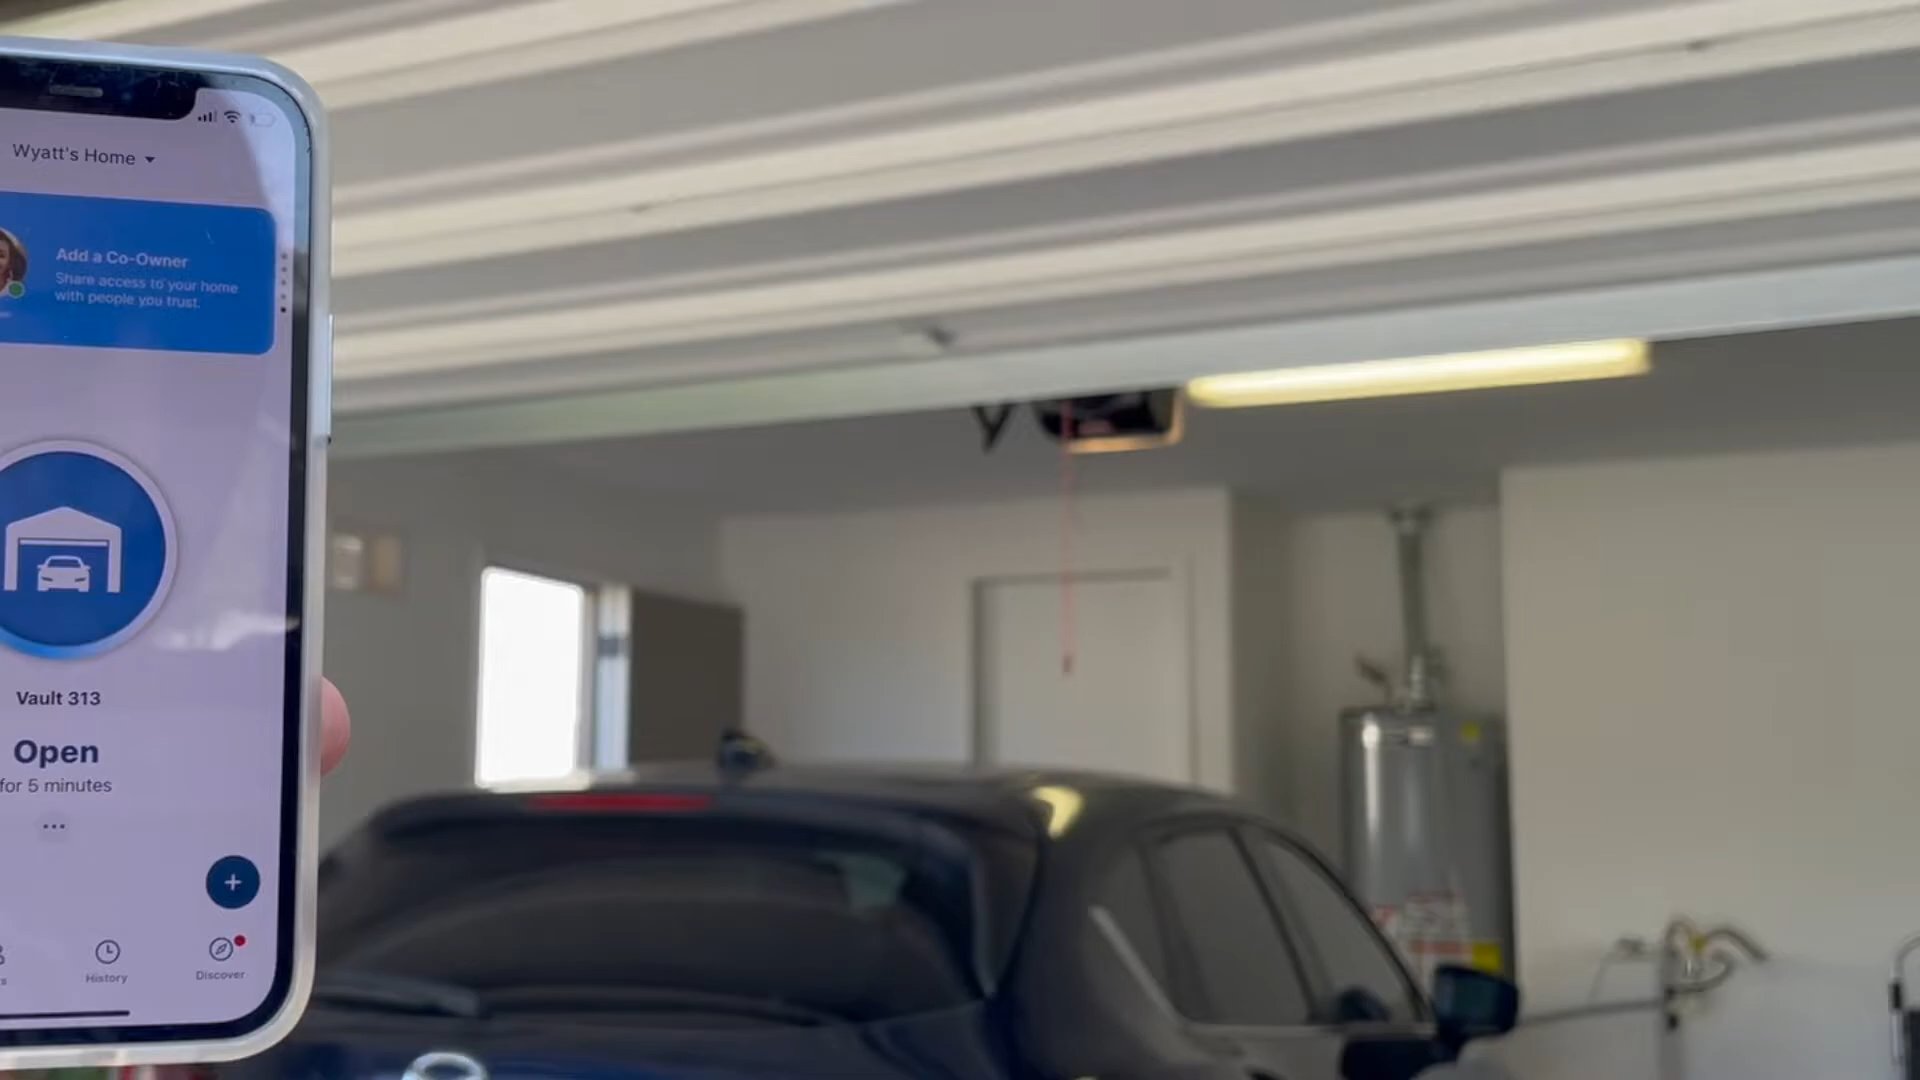 Wyatt's Home
Add a Co-Owner
Share access to your home
with people you trust.
Vault 313
Open
for 5 minutes
History
Discover